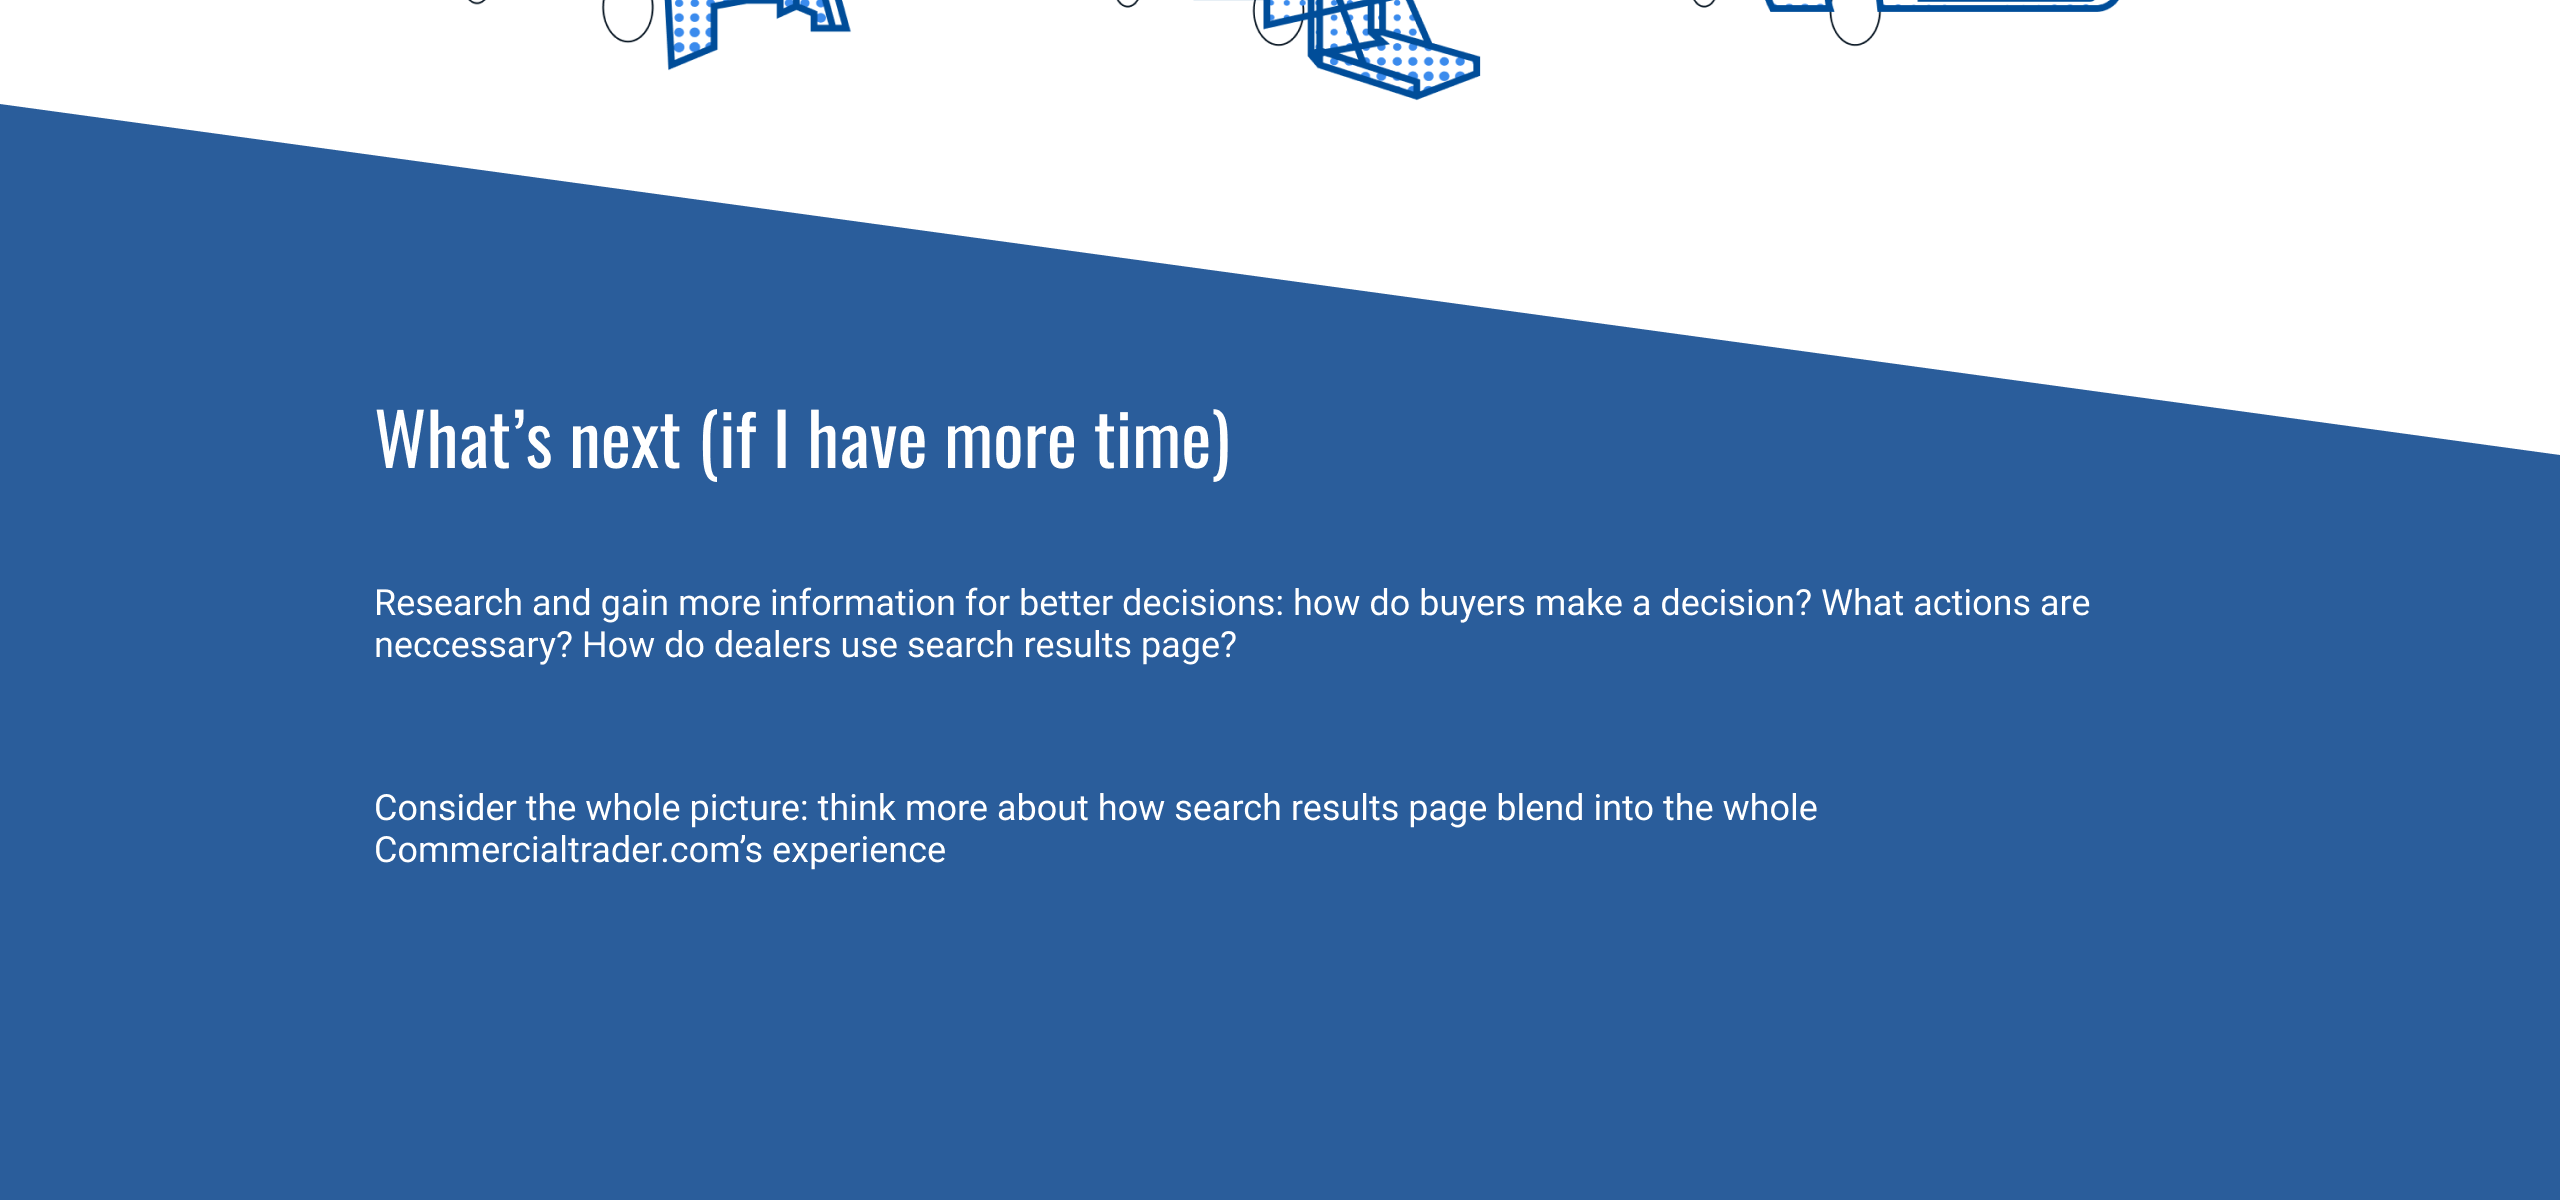 What’s next (if I have more time)
Research and gain more information for better decisions: how do buyers make a decision? What actions are
neccessary? How do dealers use search results page?
Consider the whole picture: think more about how search results page blend into the whole
Commercialtrader.com’s experience